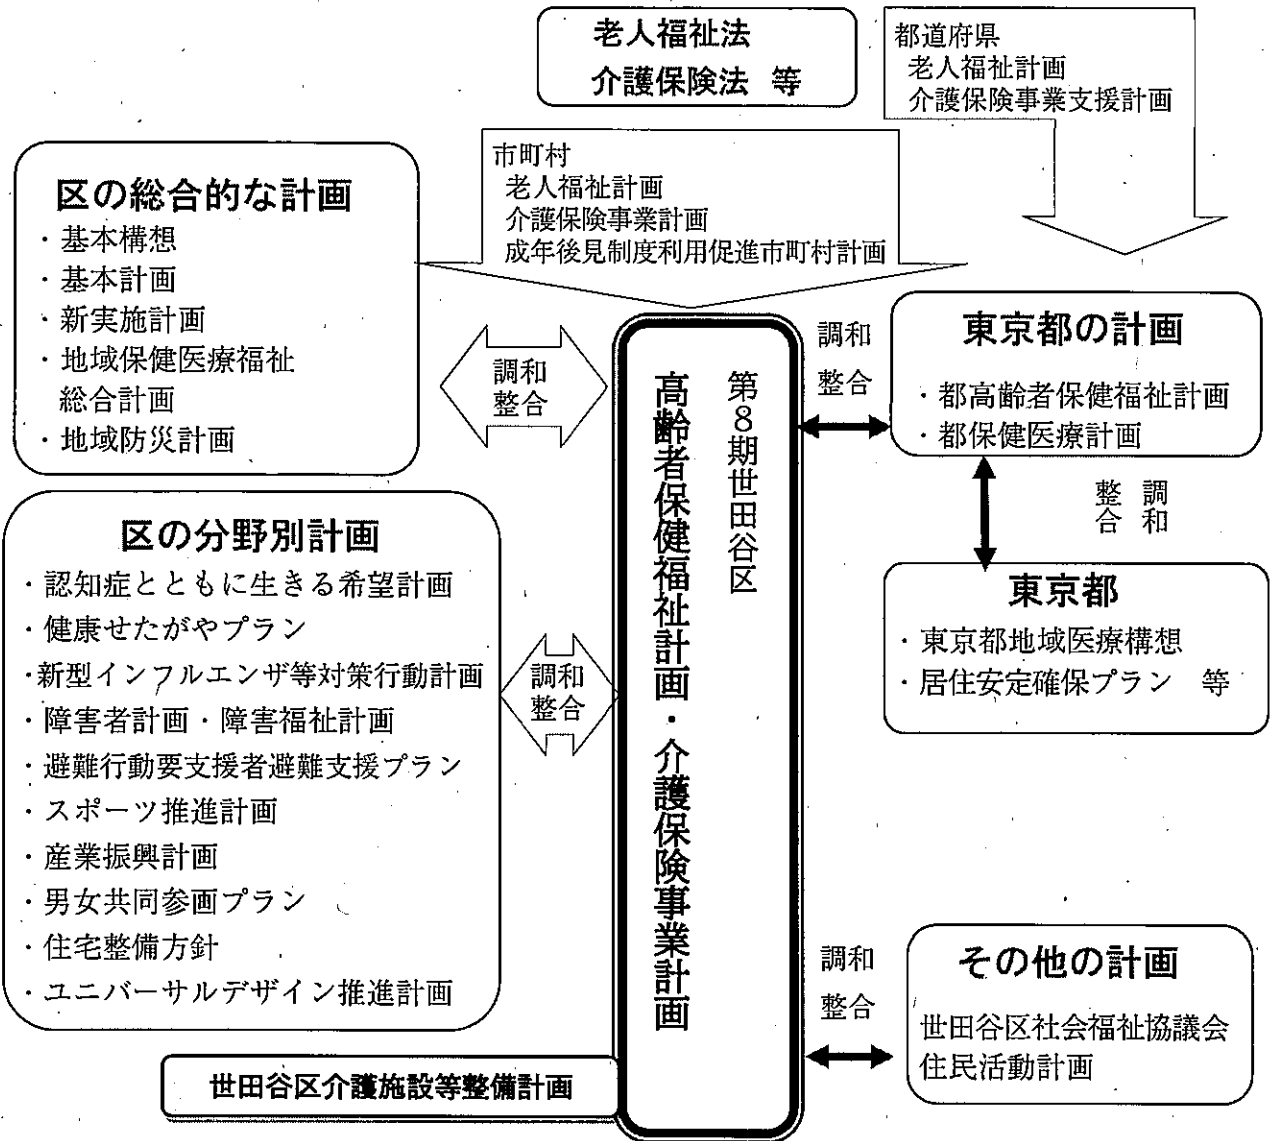 老人福祉法
介護保険法 等
都道府県
老人福祉計画
介護保険事業支援計画
市町村
老人福祉計画
介護保険事業計画
成年後見制度利用促進市町村計画
区の総合的な計画
・基本構想
・基本計画
・新実施計画
・地域保健医療福祉
総合計画
・地域防災計画
調和
整合
区の分野別計画
・認知症とともに生きる希望計画
・健康せたがやプラン
・新型インフルエンザ等対策行動計画
・障害者計画・障害福祉計画
・避難行動要支援者避難支援プラン
・スポーツ推進計画
・産業振興計画
・男女共同参画プラン
・住宅整備方針
・ユニバーサルデザイン推進計画
調和
整合
世田谷区介護施設等整備計画
第8期世田谷区
高齢者保健福祉計画・介護保険事業計画
調和
整合
東京都の計画
・都高齢者保健福祉計画
・都保健医療計画
調和
整合
東京都
・東京都地域医療構想
・居住安定確保プラン 等
調和
整合
その他の計画
世田谷区社会福祉協議会
住民活動計画